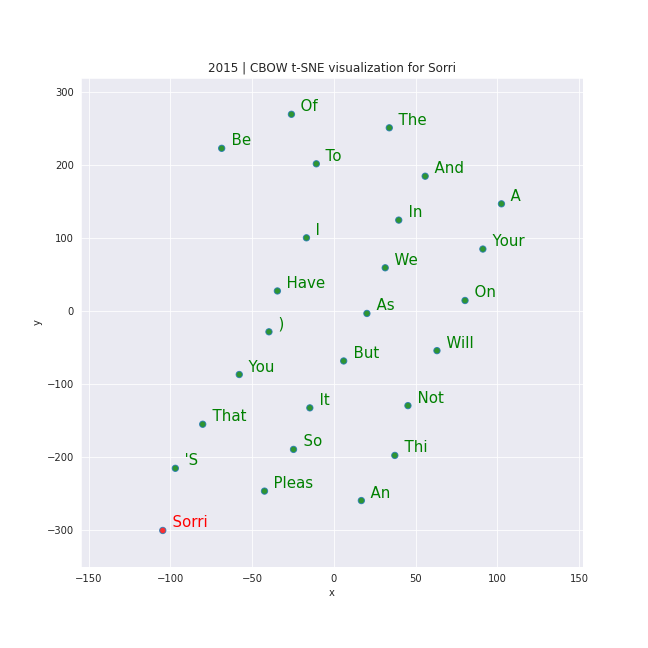 2015 | CBOW t-SNE visualization for Sorri
300
200
100
0
−100
−200
−300
y
Of
The
Be
To
And
A
In
I
Your
We
Have
On
As
)
Will
But
You
It
Not
That
So
Thi
'S
Pleas
An
Sorri
−150
−100
−50
0
50
100
150
x